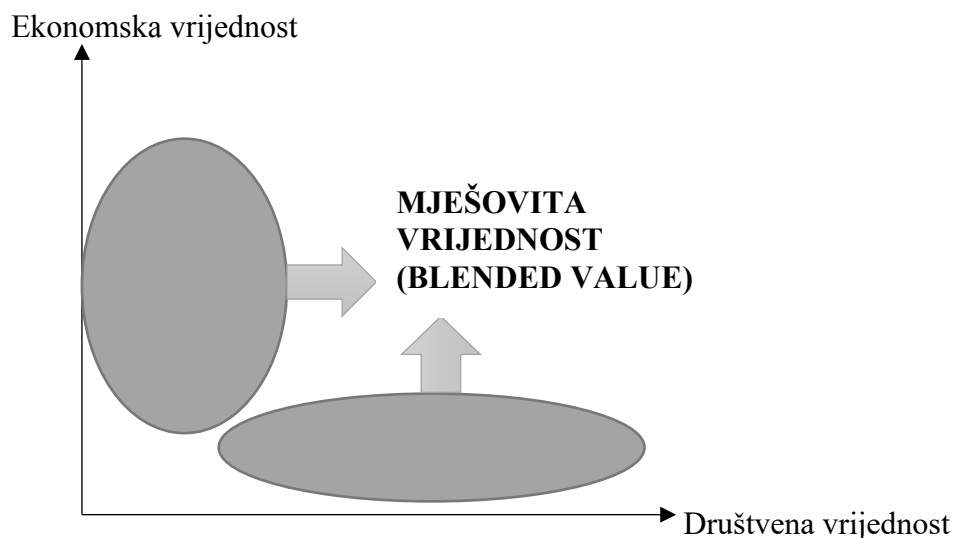 Ekonomska vrijednost
MJEŠOVITA
VRIJEDNOST
(BLENDED VALUE)
Društvena vrijednost